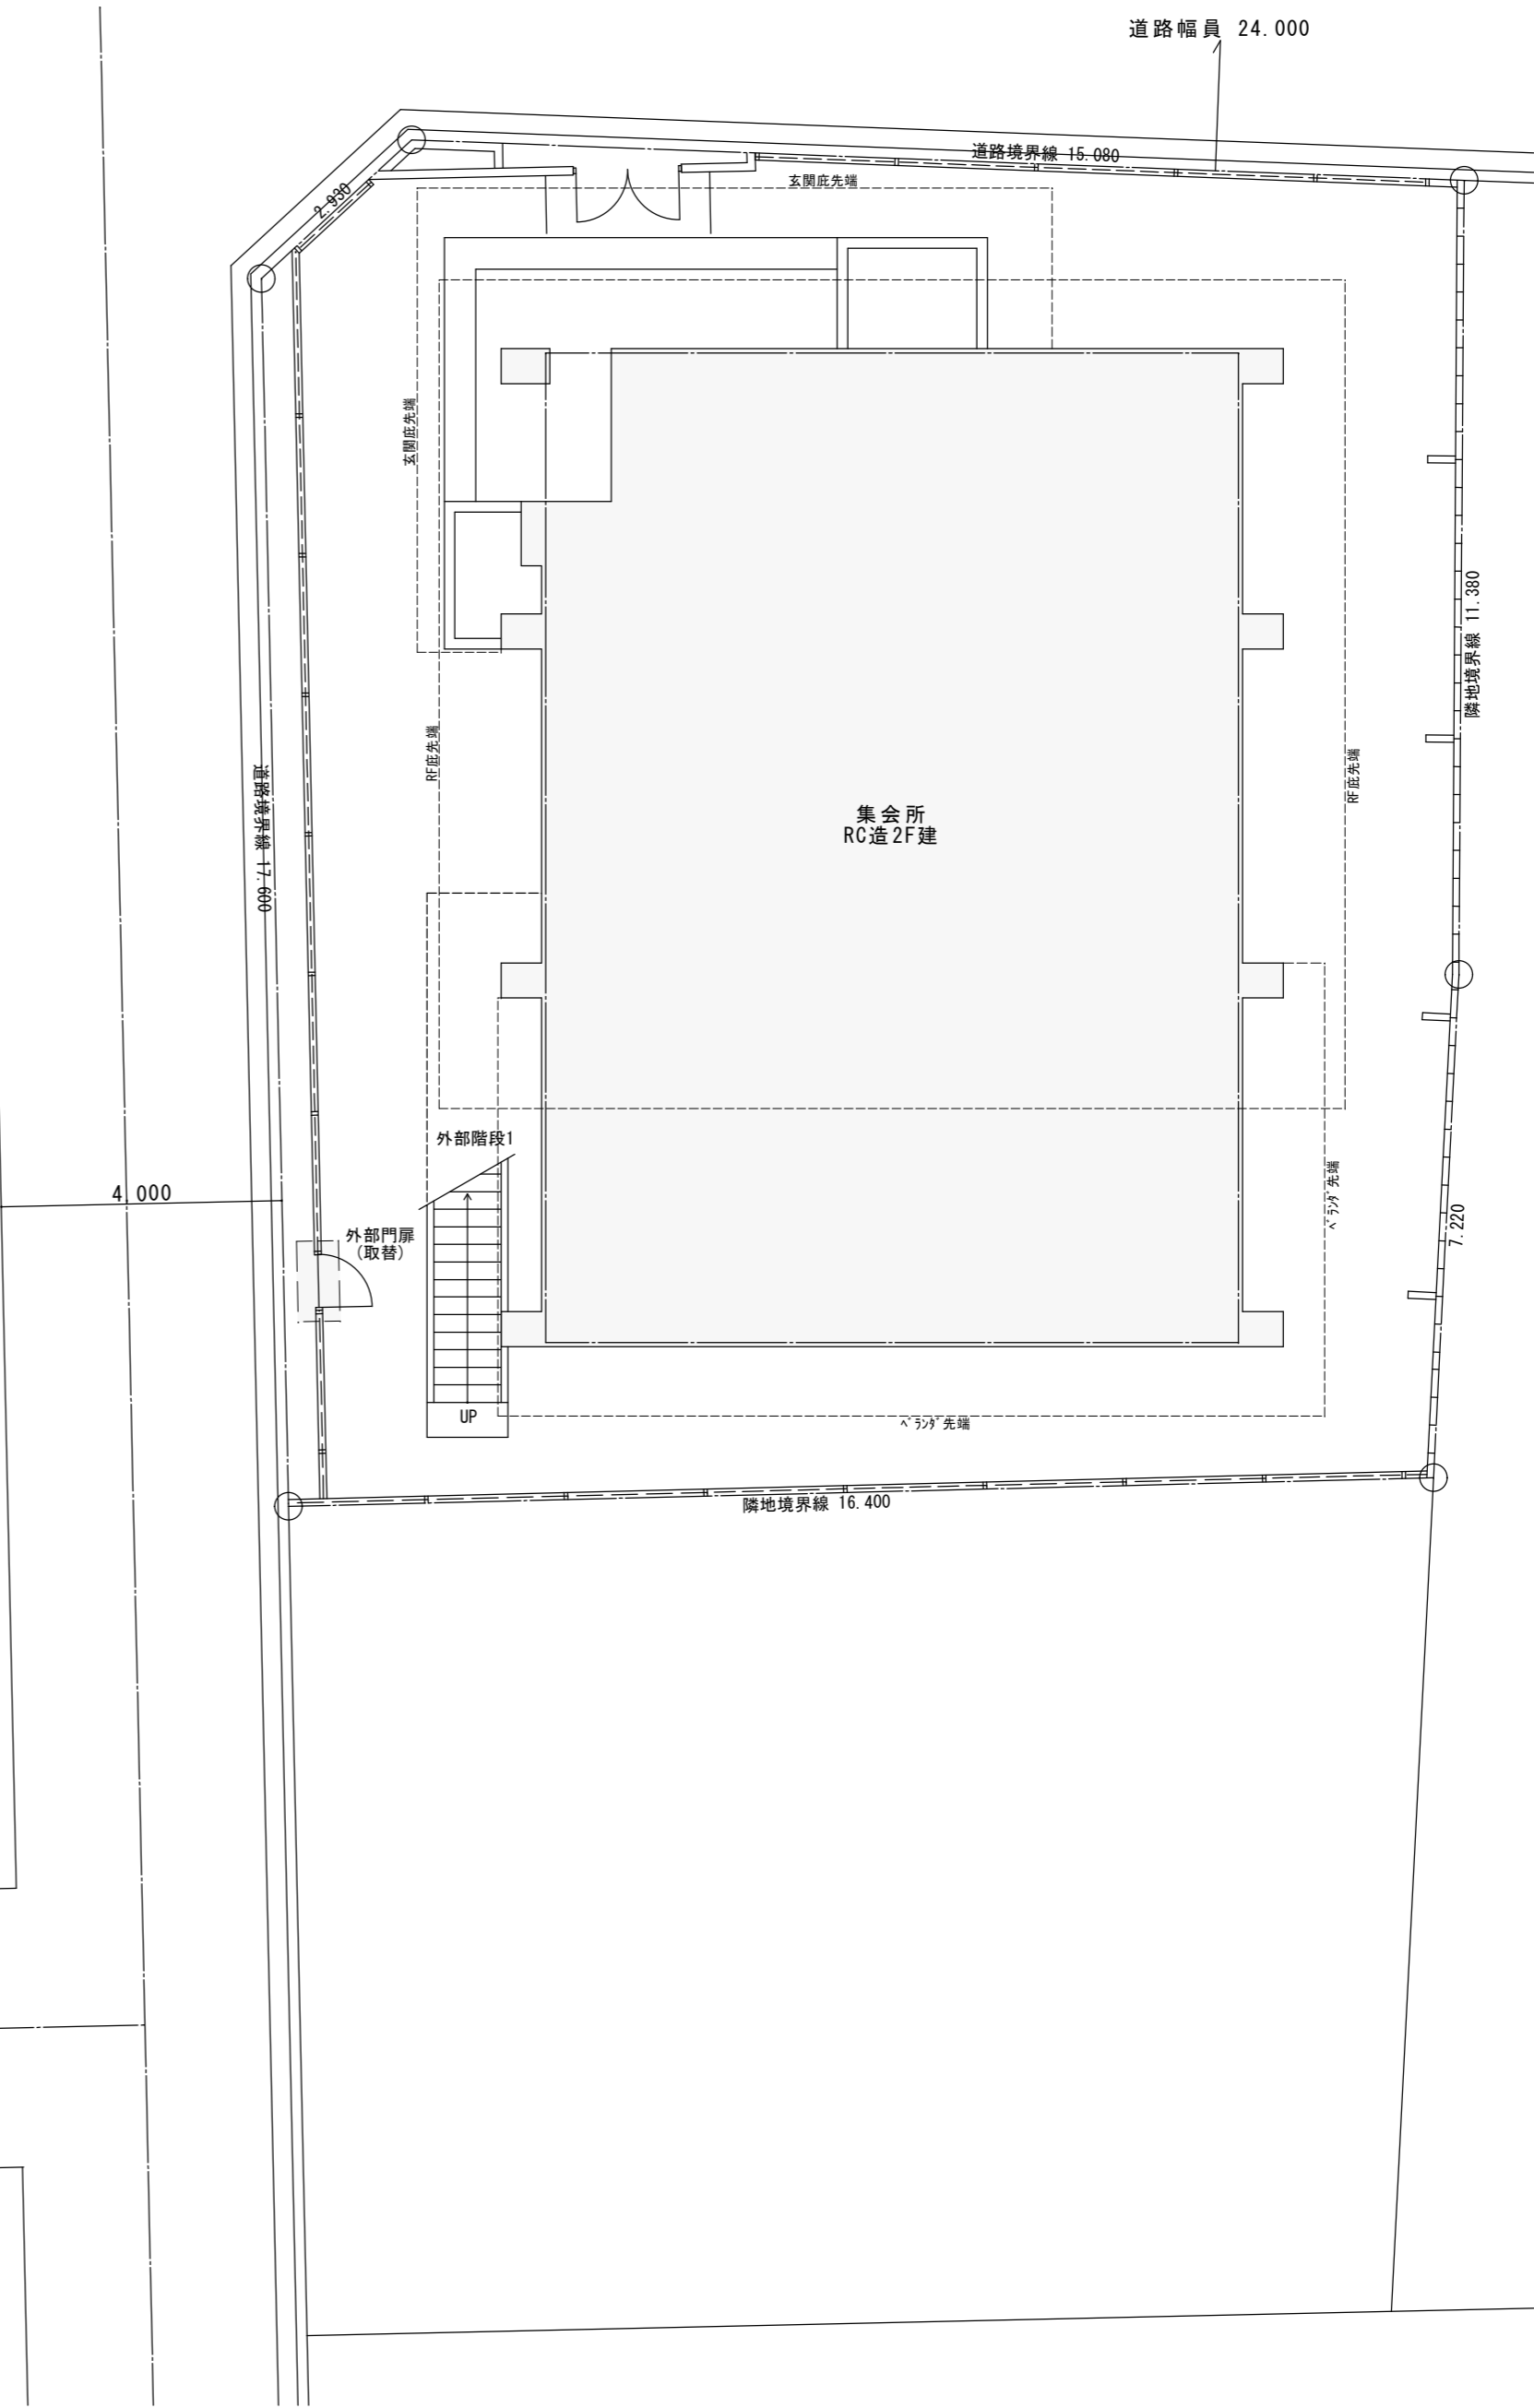 道路幅員 24.000
道路境界線 15.080
2.930
玄関庇先端
玄関庇先端
隣地境界線 11.380
RF庇先端
RF庇先端
道路境界線 17.600
集会所
RC造2F建
外部階段1
4.000
外部門扉
(取替)
ﾍﾞﾗﾝﾀﾞ先端
7.220
UP
ﾍﾞﾗﾝﾀﾞ先端
隣地境界線 16.400